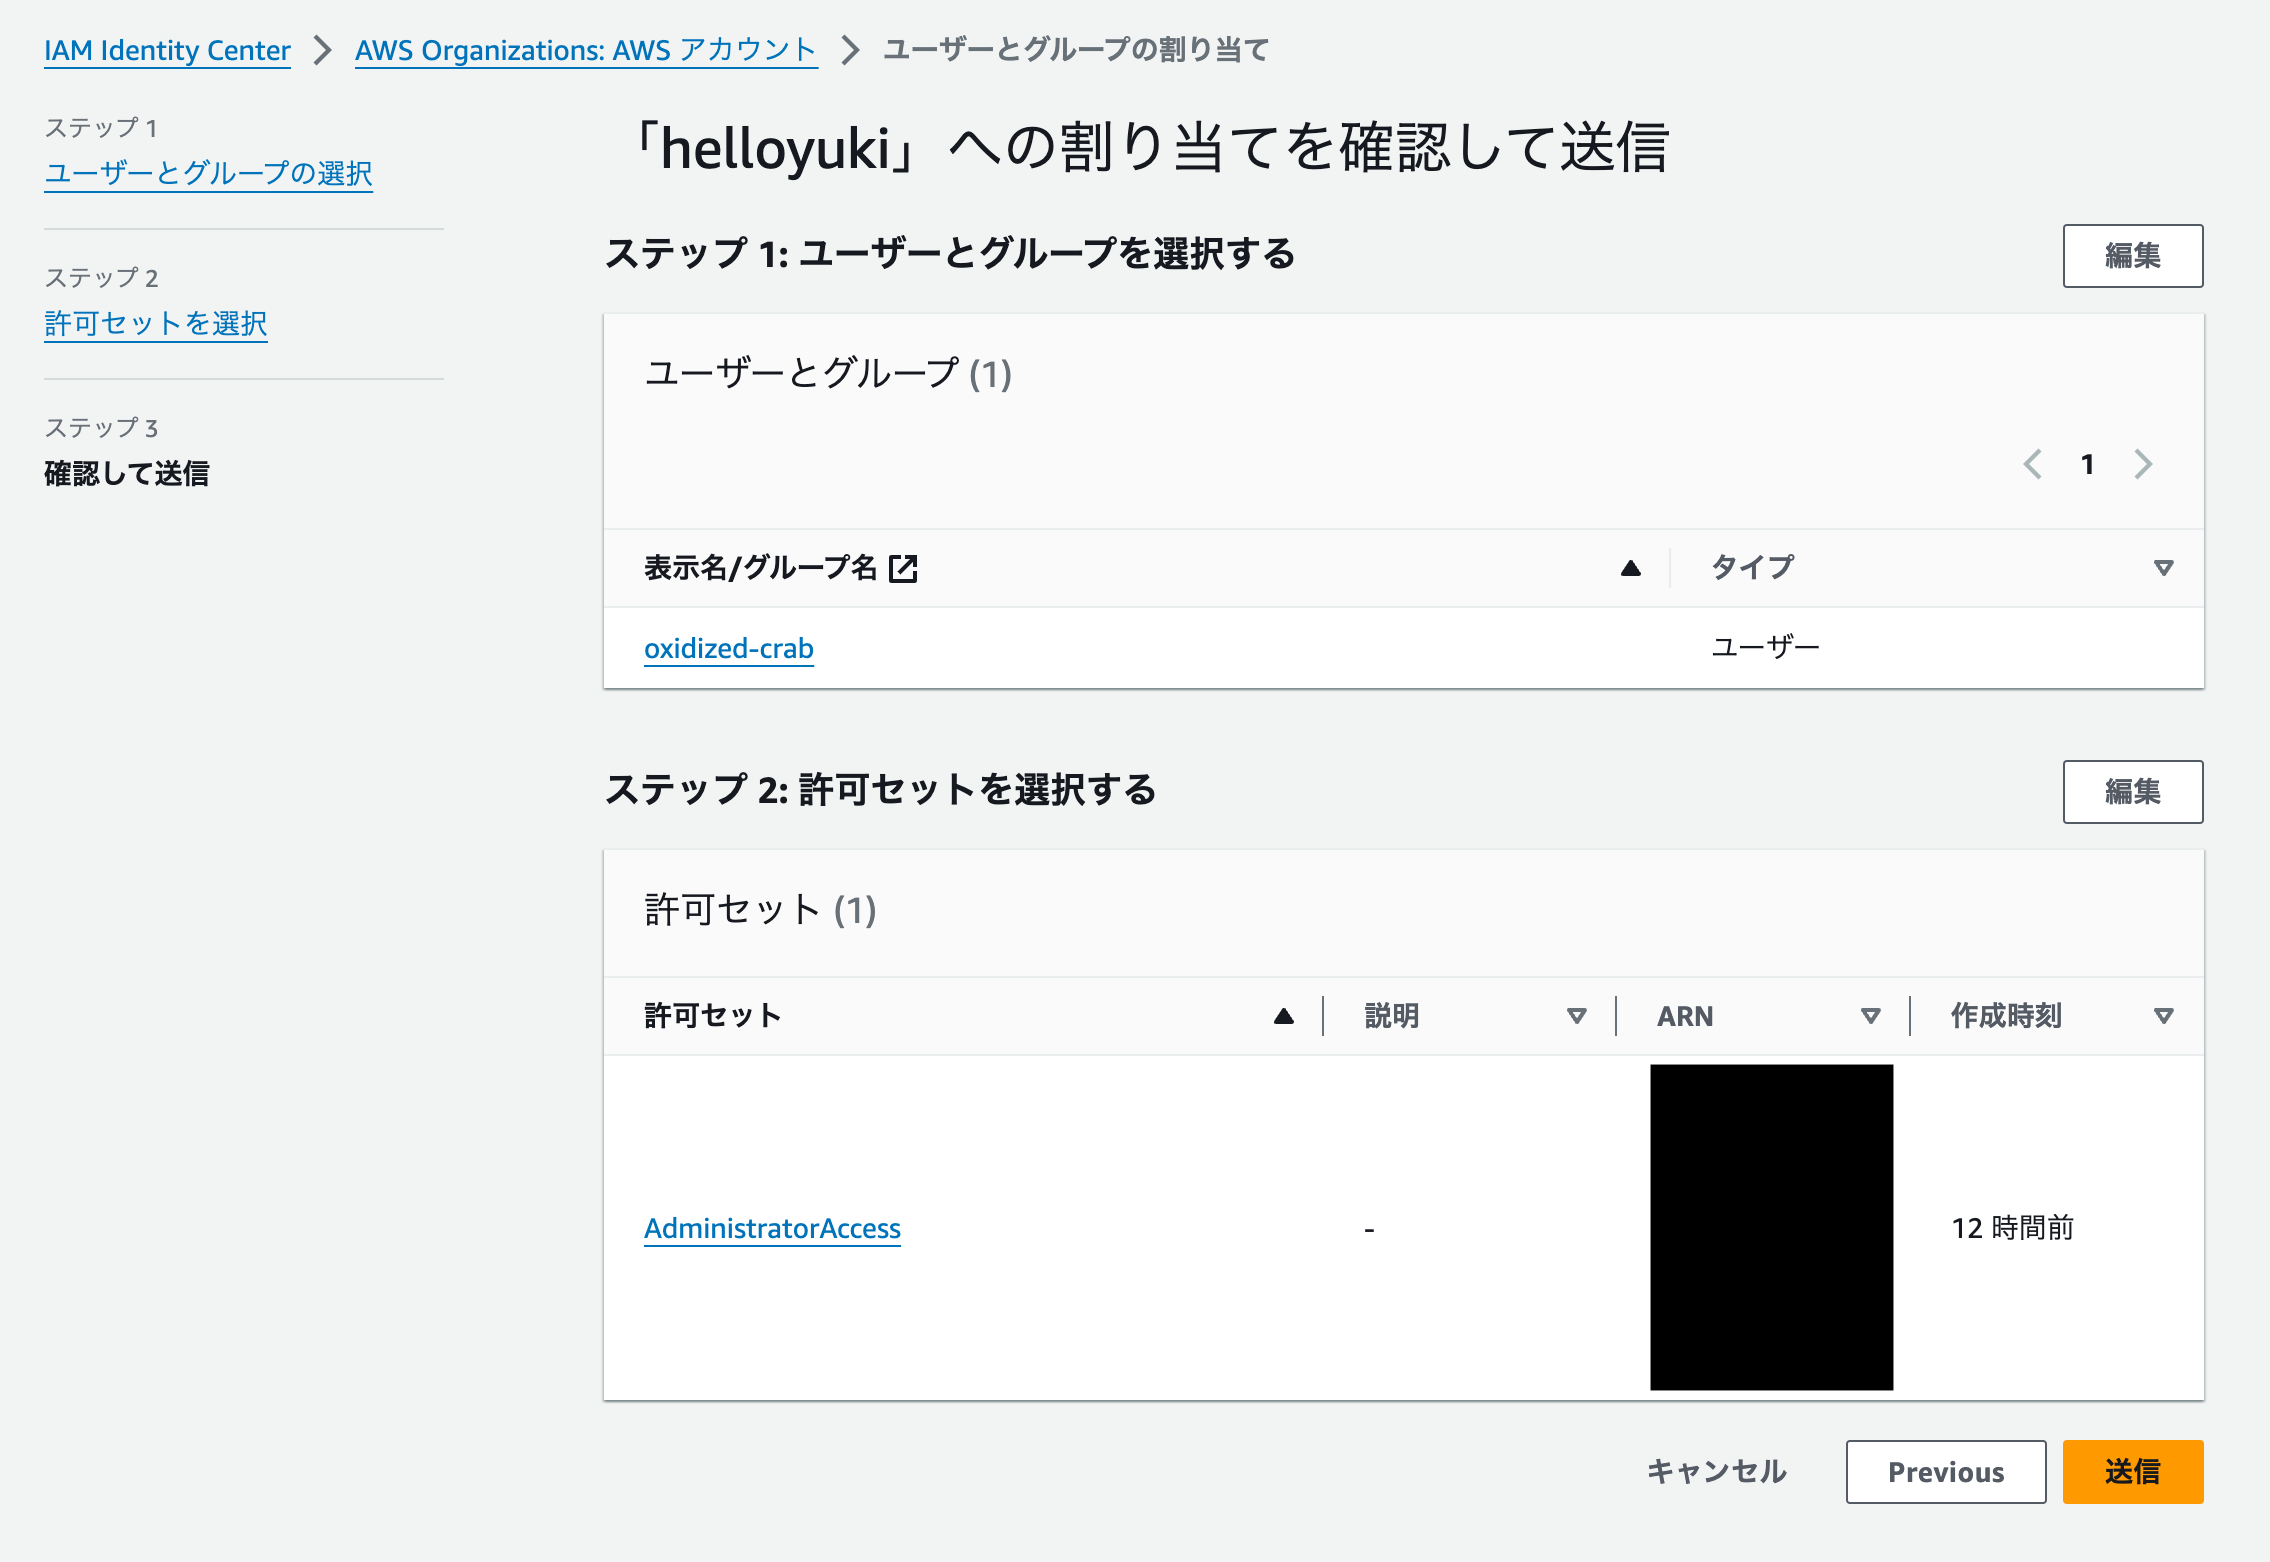 IAM Identity Center > AWS Organizations: AWS アカウント > ユーザーとグループの割り当て
ステップ 1
ユーザーとグループの選択
ステップ 2
許可セットを選択
ステップ 3
確認して送信
「helloyuki」への割り当てを確認して送信
ステップ 1: ユーザーとグループを選択する
編集
ユーザーとグループ (1)
1
表示名/グループ名 タイプ
oxidized-crab ユーザー
ステップ 2: 許可セットを選択する
編集
許可セット (1)
許可セット 説明 ARN 作成時刻
AdministratorAccess - 12 時間前
キャンセル Previous 送信